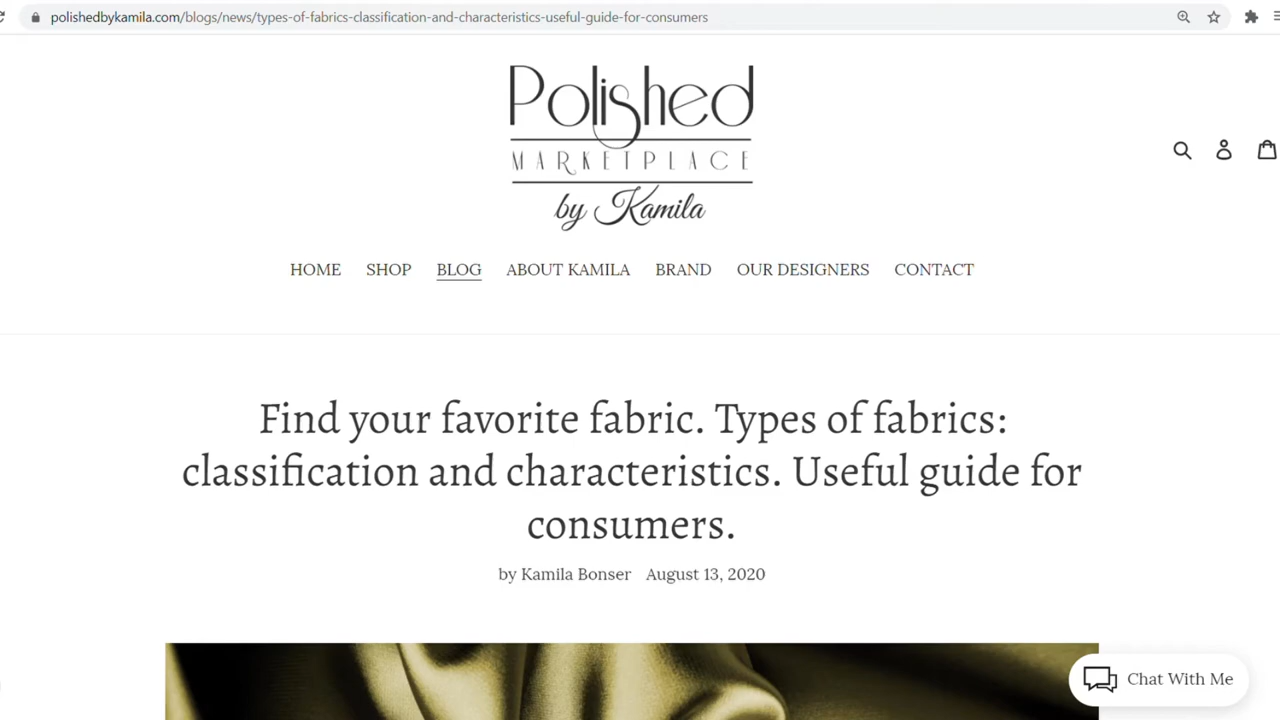 polishedbykamila.com/blogs/news/types-of-fabrics-classification-and-characteristics-useful-guide-for-consumers
Polished
MARKETPLACE
by Kamila
HOME SHOP BLOG ABOUT KAMILA BRAND OUR DESIGNERS CONTACT
Find your favorite fabric. Types of fabrics:
classification and characteristics. Useful guide for
consumers.
by Kamila Bonser August 13, 2020
Chat With Me